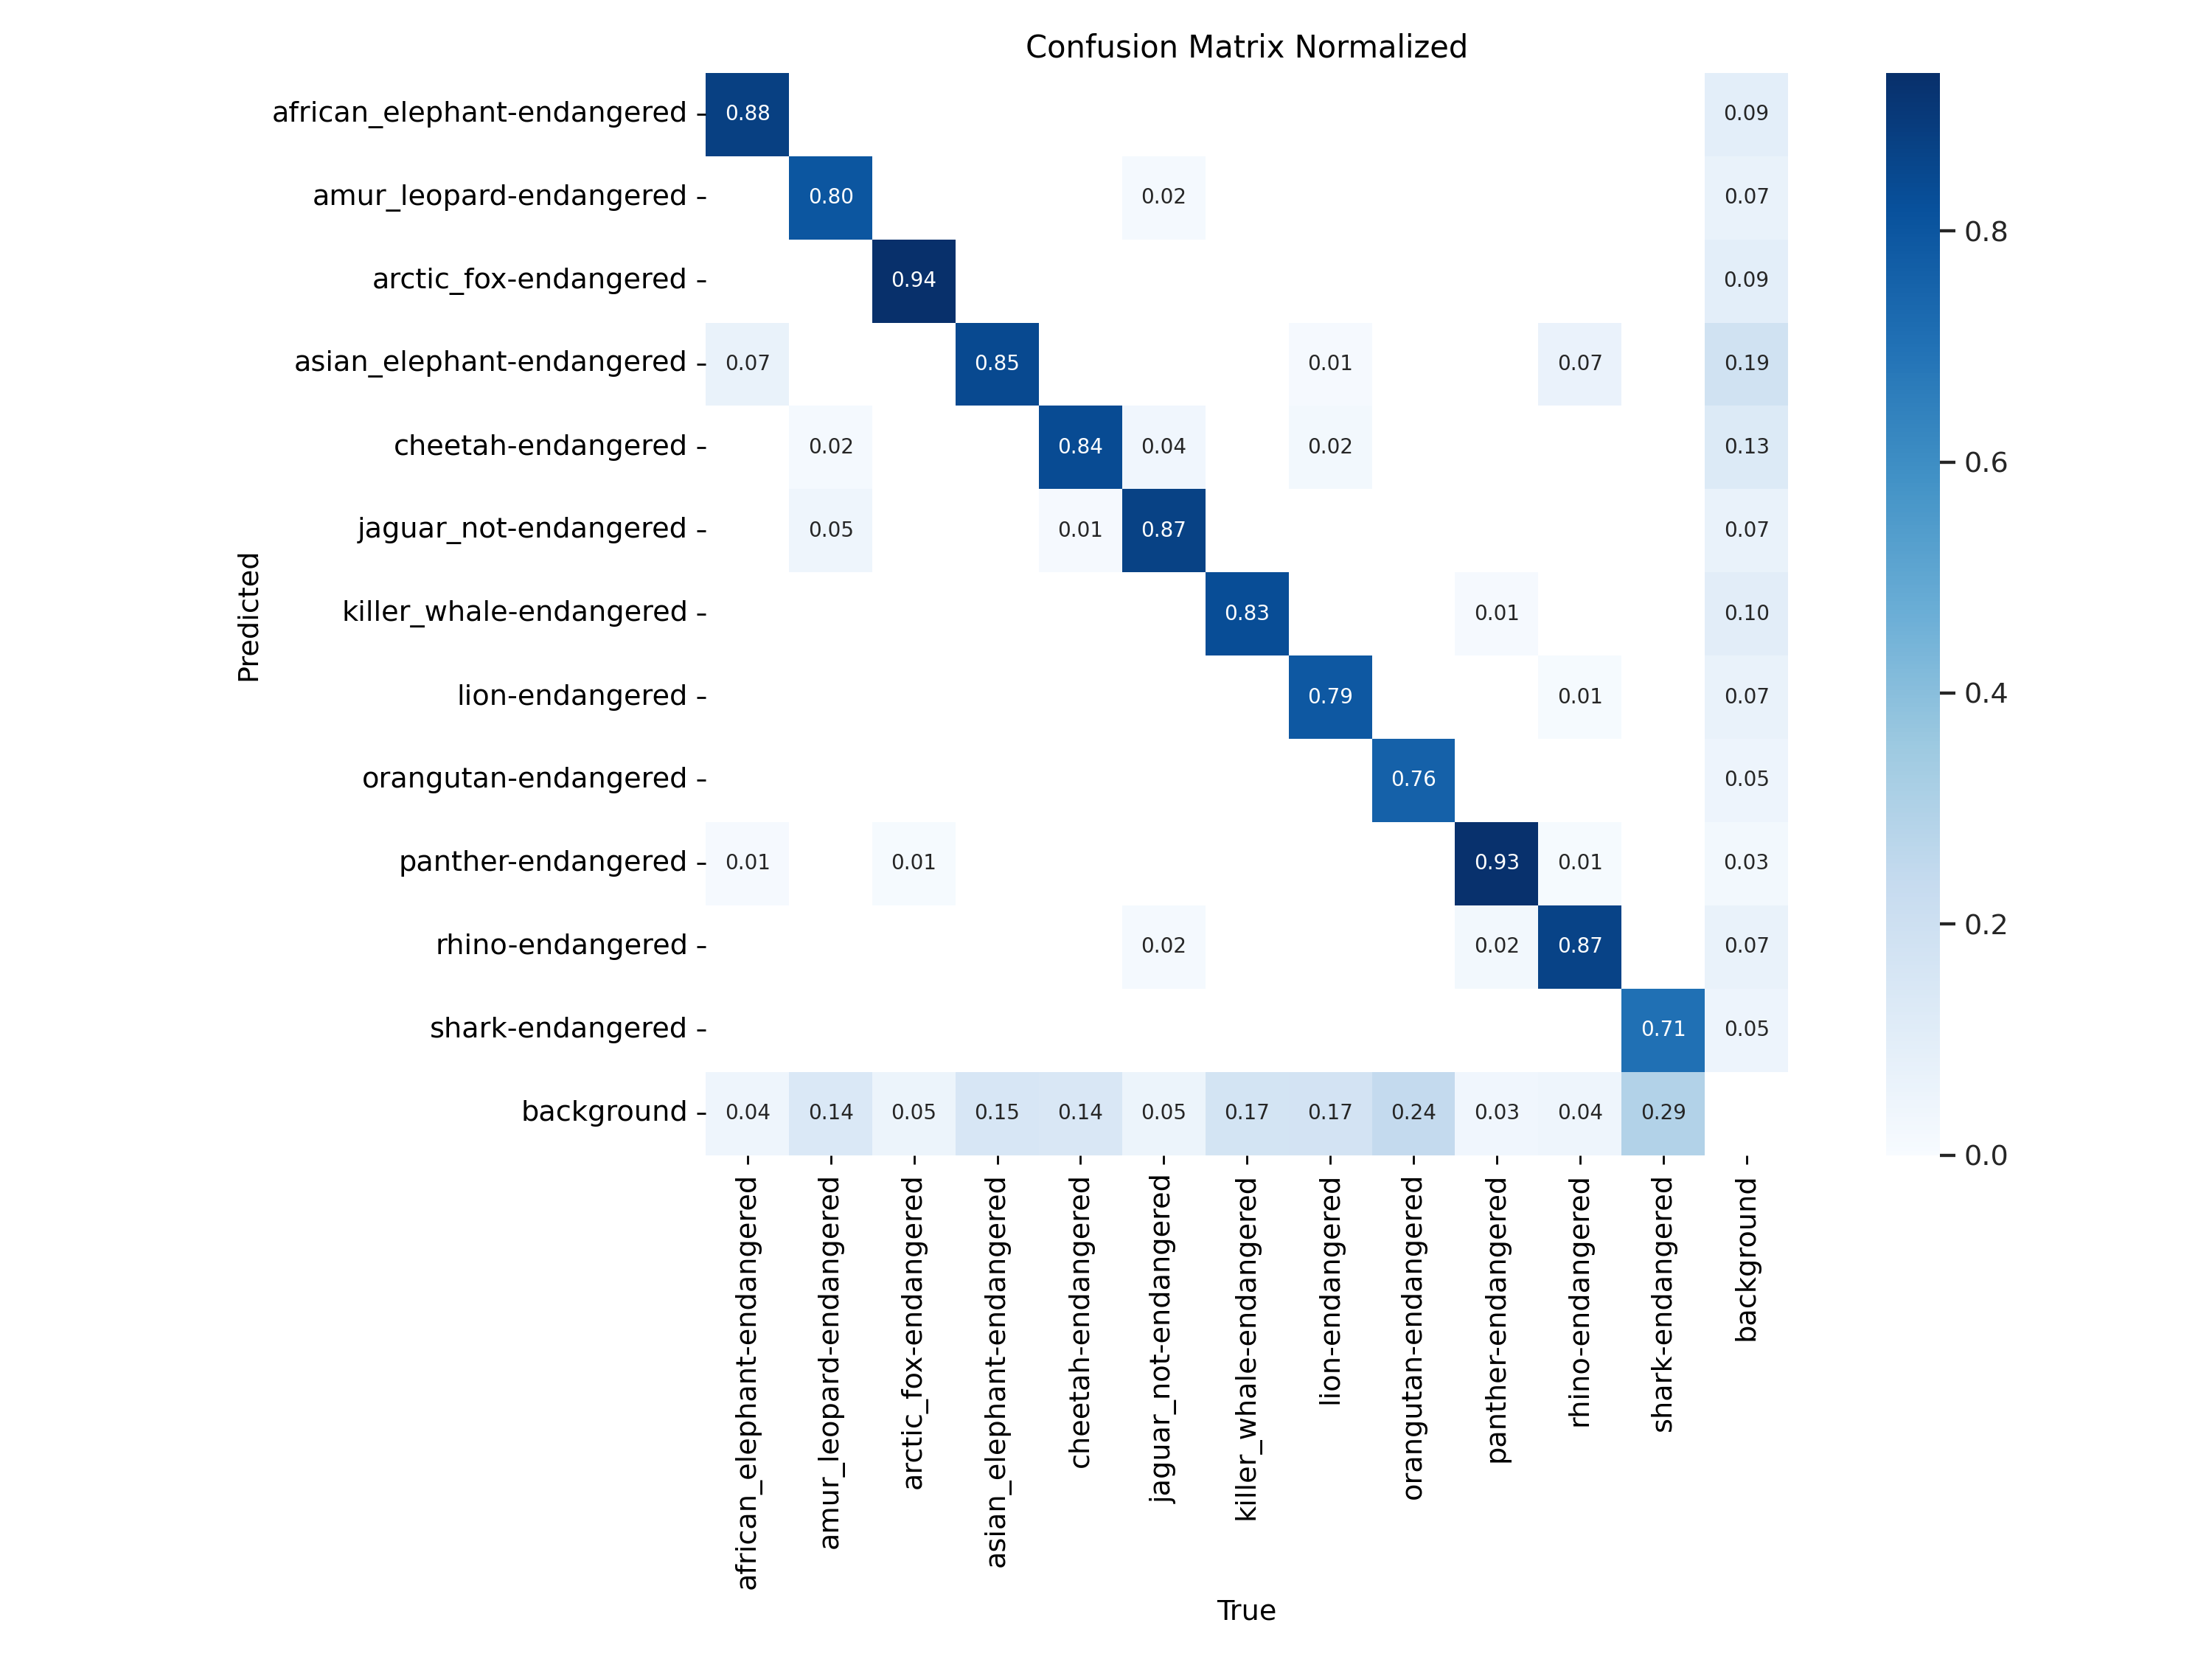 Confusion Matrix Normalized
african_elephant-endangered 0.88 0.09
amur_leopard-endangered 0.80 0.02 0.07
arctic_fox-endangered 0.94 0.09
asian_elephant-endangered 0.07 0.85 0.01 0.07 0.19
cheetah-endangered 0.02 0.84 0.04 0.02 0.13
jaguar_not-endangered 0.05 0.01 0.87 0.07
killer_whale-endangered 0.83 0.01 0.10
lion-endangered 0.79 0.01 0.07
orangutan-endangered 0.76 0.05
panther-endangered 0.01 0.01 0.93 0.01 0.03
rhino-endangered 0.02 0.02 0.87 0.07
shark-endangered 0.71 0.05
background 0.04 0.14 0.05 0.15 0.14 0.05 0.17 0.17 0.24 0.03 0.04 0.29
Predicted
african_elephant-endangered
amur_leopard-endangered
arctic_fox-endangered
asian_elephant-endangered
cheetah-endangered
jaguar_not-endangered
killer_whale-endangered
lion-endangered
orangutan-endangered
panther-endangered
rhino-endangered
shark-endangered
background
True
0.8
0.6
0.4
0.2
0.0